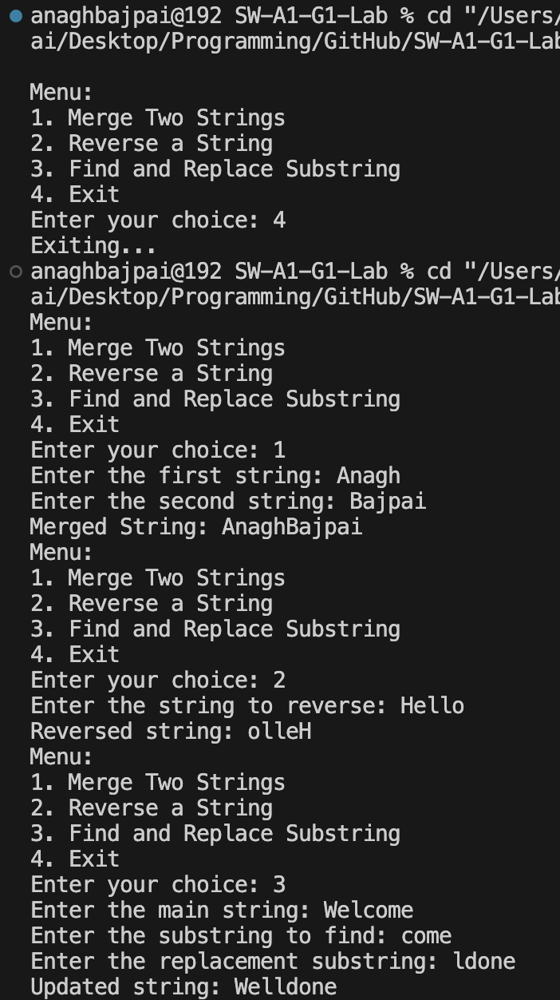 anaghbajpai@192 SW-A1-G1-Lab % cd "/Users/
ai/Desktop/Programming/GitHub/SW-A1-G1-Lab
Menu:
1. Merge Two Strings
2. Reverse a String
3. Find and Replace Substring
4. Exit
Enter your choice: 4
Exiting...
anaghbajpai@192 SW-A1-G1-Lab % cd "/Users/
ai/Desktop/Programming/GitHub/SW-A1-G1-Lab
Menu:
1. Merge Two Strings
2. Reverse a String
3. Find and Replace Substring
4. Exit
Enter your choice: 1
Enter the first string: Anagh
Enter the second string: Bajpai
Merged String: AnaghBajpai
Menu:
1. Merge Two Strings
2. Reverse a String
3. Find and Replace Substring
4. Exit
Enter your choice: 2
Enter the string to reverse: Hello
Reversed string: olleH
Menu:
1. Merge Two Strings
2. Reverse a String
3. Find and Replace Substring
4. Exit
Enter your choice: 3
Enter the main string: Welcome
Enter the substring to find: come
Enter the replacement substring: ldone
Updated string: Welldone